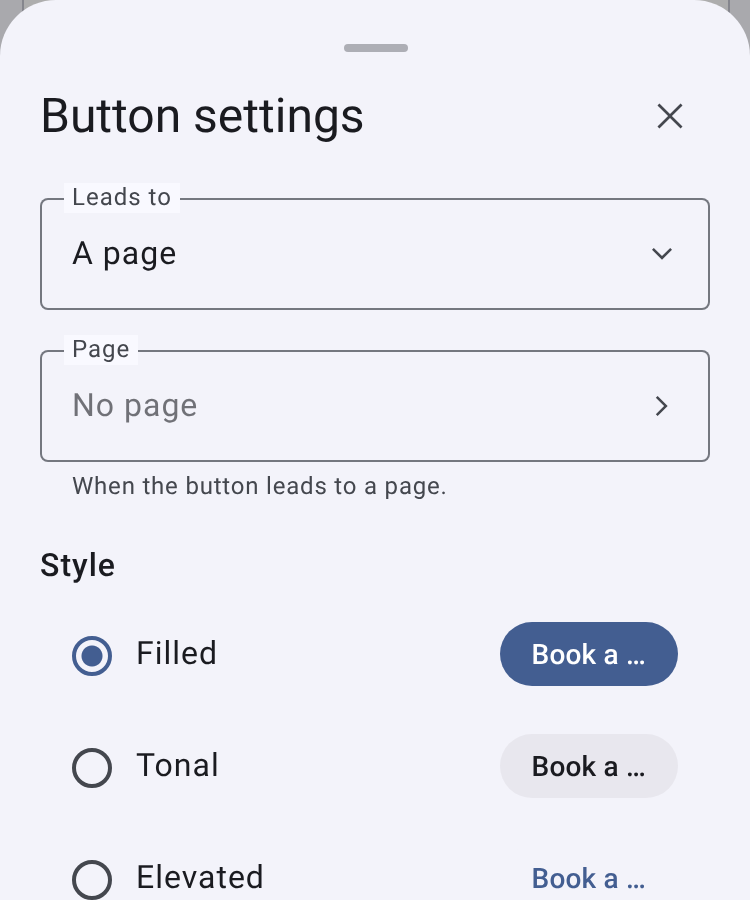 Button settings
Leads to
A page
Page
No page
When the button leads to a page.
Style
Filled
Book a ...
Tonal
Book a ...
Elevated
Book a ...